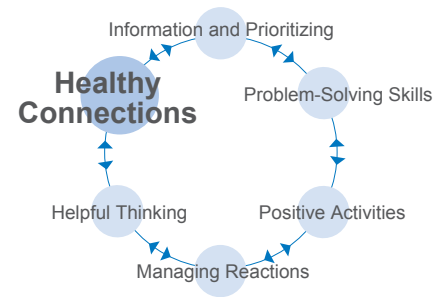 Information and Prioritizing
Healthy
Connections
Problem-Solving Skills
Helpful Thinking
Positive Activities
Managing Reactions